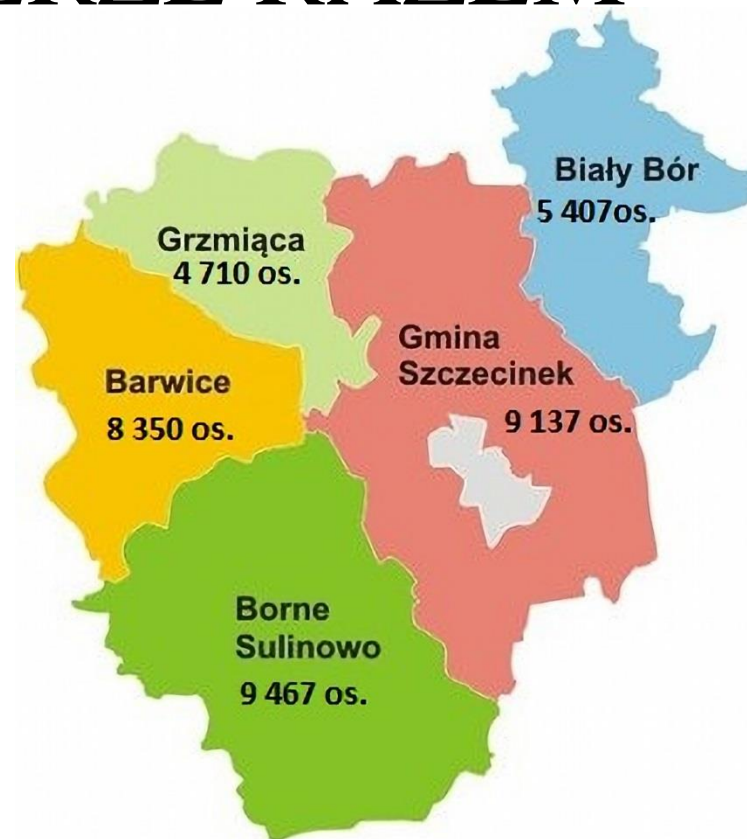 Biały Bór
5 407os.
Grzmiąca
4 710 os.
Gmina
Szczecinek
9 137 os.
Barwice
8 350 os.
Borne
Sulinowo
9 467 os.